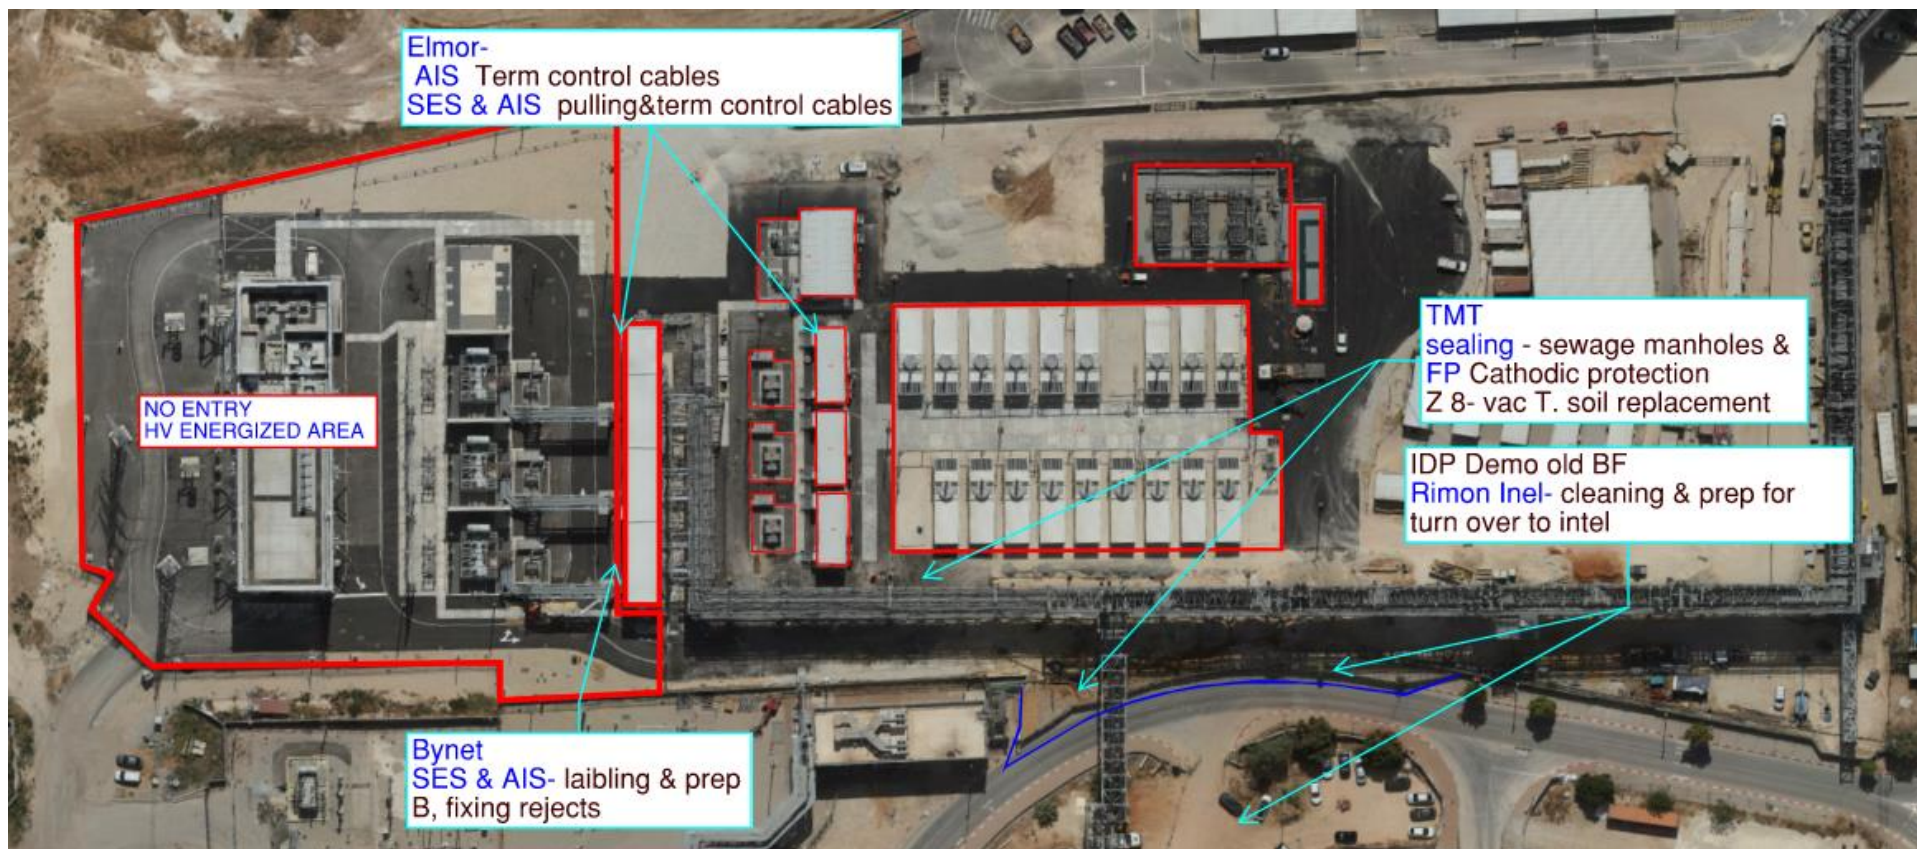 Elmor-
AIS Term control cables
SES & AIS pulling&term control cables
NO ENTRY
HV ENERGIZED AREA
TMT
sealing - sewage manholes &
FP Cathodic protection
Z 8- vac T. soil replacement
IDP Demo old BF
Rimon Inel- cleaning & prep for
turn over to intel
Bynet
SES & AIS- laibling & prep
B, fixing rejects